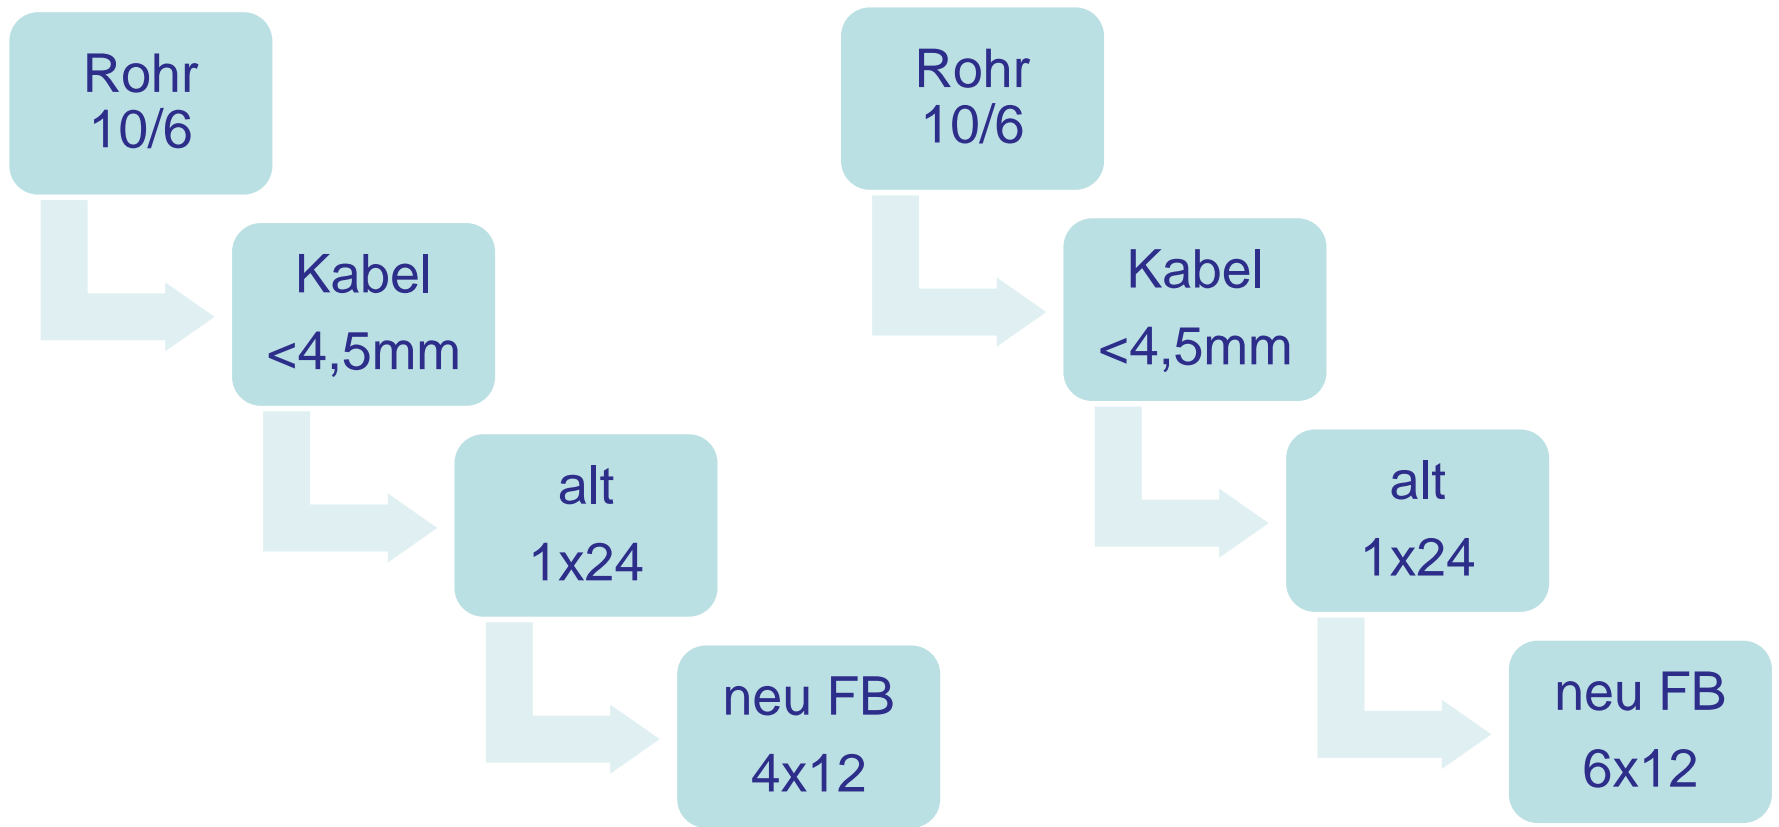 Rohr
10/6
Kabel
<4,5mm
alt
1x24
neu FB
4x12
Rohr
10/6
Kabel
<4,5mm
alt
1x24
neu FB
6x12